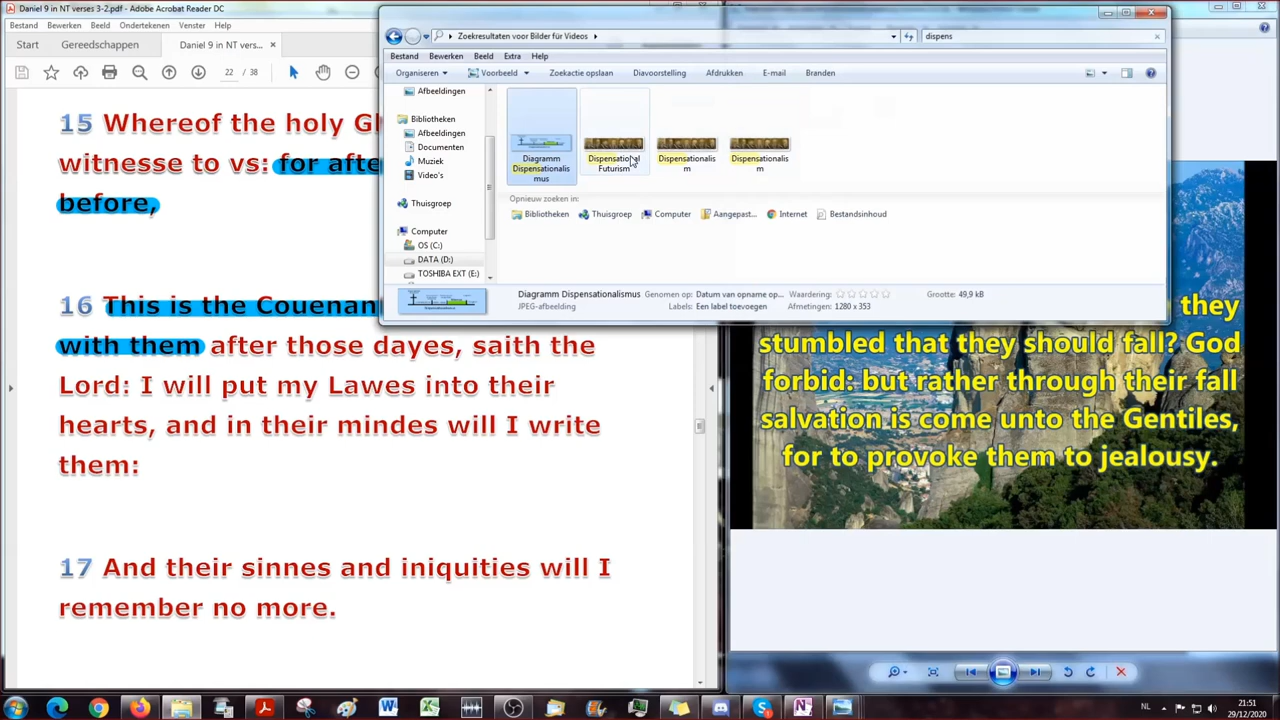 Daniel 9 in NT verses 3-2.pdf - Adobe Acrobat Reader DC
Bestand Bewerken Beeld Ondertekenen Venster Help
Start Gereedschappen Daniel 9 in NT vers... ×
22 / 38
15 Whereof the holy Gl
witnesse to vs: for afte
before,
16 This is the Couenan
with them after those dayes, saith the
Lord: I will put my Lawes into their
hearts, and in their mindes will I write
them:
17 And their sinnes and iniquities will I
remember no more.
Zoekresultaten voor Bilder für Videos
dispens
Bestand Bewerken Beeld Extra Help
Organiseren Voorbeeld Zoekactie opslaan Diavoorstelling Afdrukken E-mail Branden
Afbeeldingen
Bibliotheken
Afbeeldingen
Documenten
Muziek
Video's
Thuisgroep
Computer
OS (C:)
DATA (D:)
TOSHIBA EXT (E:)
Diagramm
Dispensationalis
mus
Dispensational
Futurism
Dispensationalis
m
Dispensationalis
m
Opnieuw zoeken in:
Bibliotheken Thuisgroep Computer Aangepast... Internet Bestandsinhoud
Diagramm Dispensationalismus Genomen op: Datum van opname op... Waardering: Grootte: 49,9 kB
JPEG-afbeelding Labels: Een label toevoegen Afmetingen: 1280 x 353
they
stumbled that they should fall? God
forbid: but rather through their fall
salvation is come unto the Gentiles,
for to provoke them to jealousy.
NL
21:51
29/12/2020